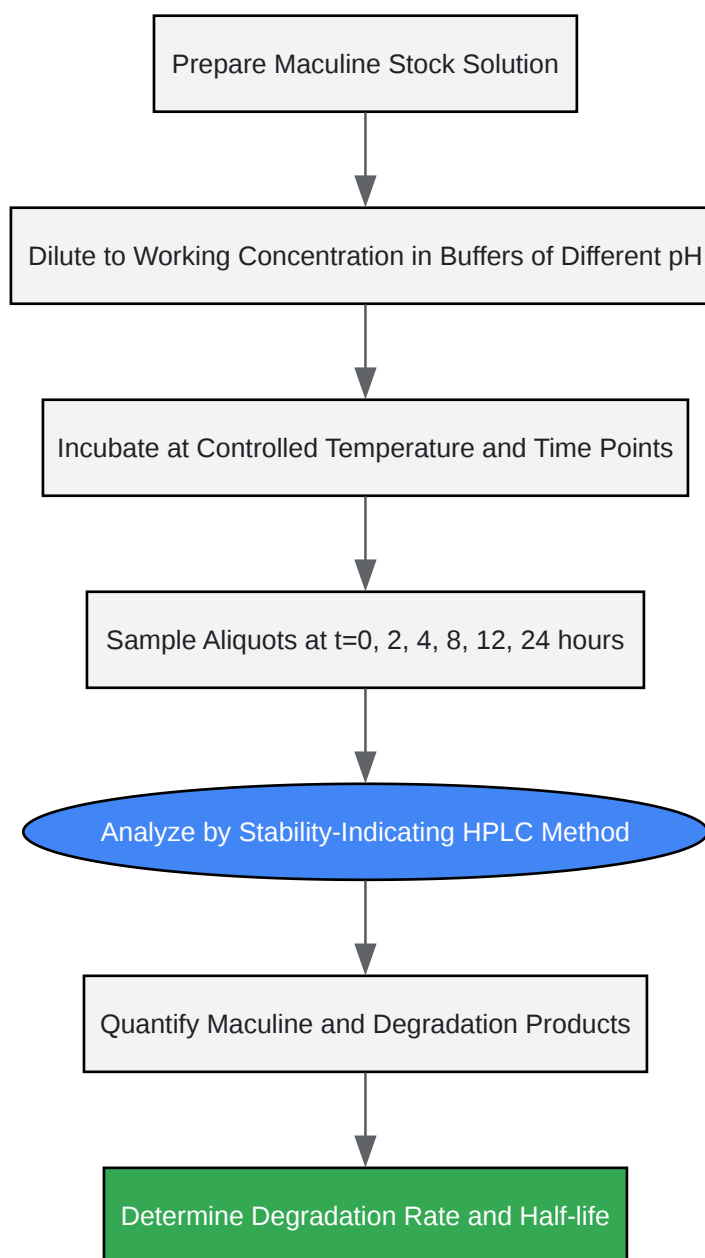 Prepare Maculine Stock Solution
Dilute to Working Concentration in Buffers of Different pH
Incubate at Controlled Temperature and Time Points
Sample Aliquots at t=0, 2, 4, 8, 12, 24 hours
Analyze by Stability-Indicating HPLC Method
Quantify Maculine and Degradation Products
Determine Degradation Rate and Half-life